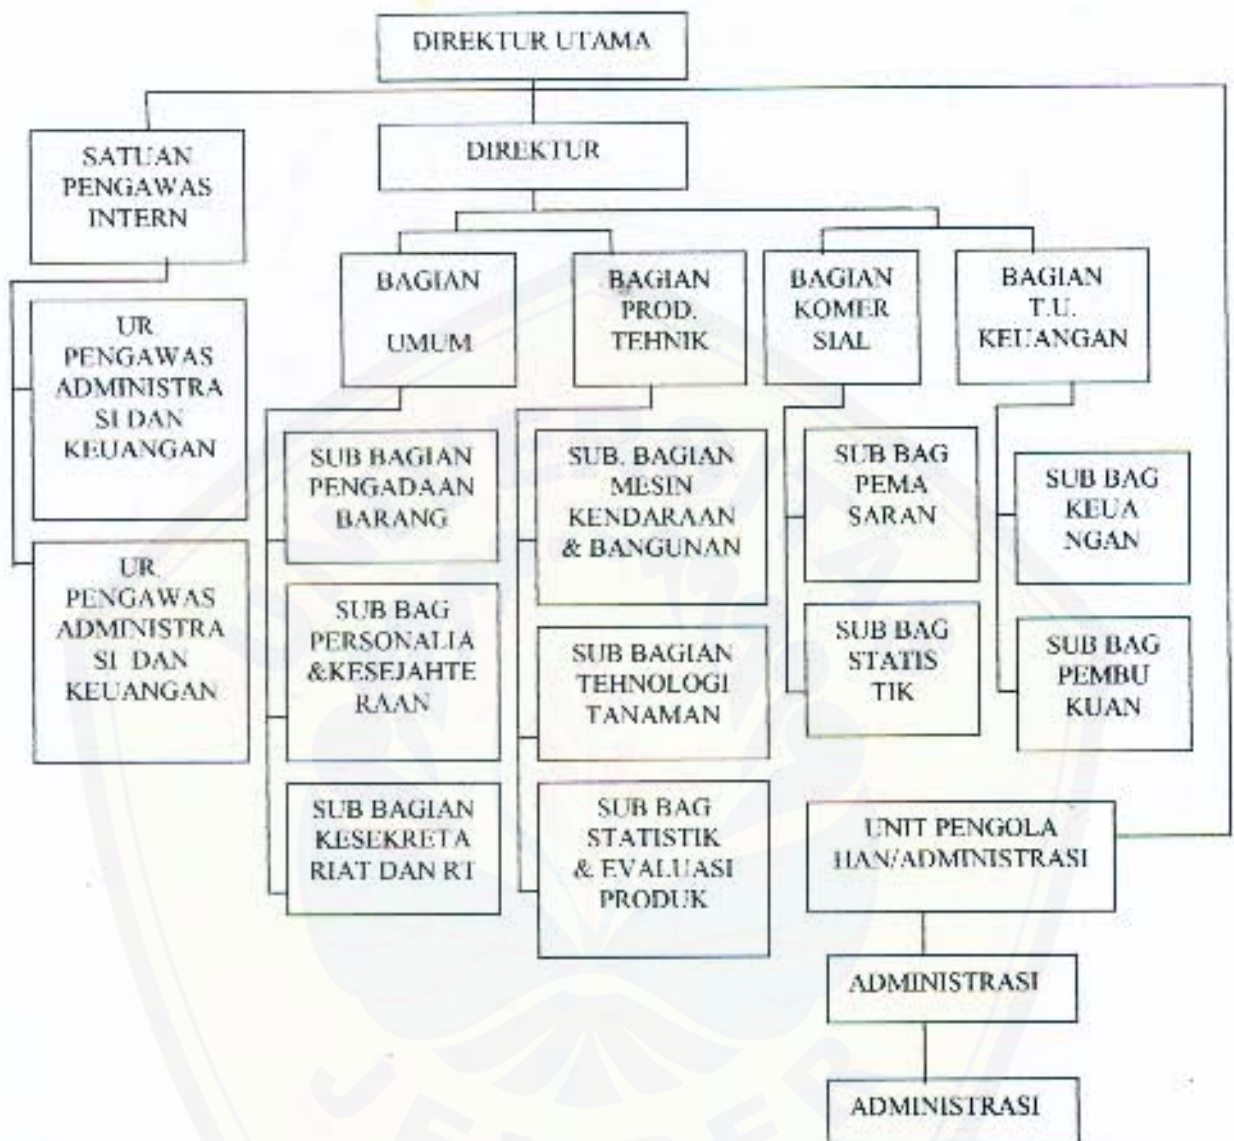 DIREKTUR UTAMA
DIREKTUR
SATUAN
PENGAWAS
INTERN
BAGIAN
UMUM
BAGIAN
PROD.
TEHNIK
BAGIAN
KOMER
SIAL
BAGIAN
T.U.
KEUANGAN
UR
PENGAWAS
ADMINISTRA
SI DAN
KEUANGAN
UR
PENGAWAS
ADMINISTRA
SI DAN
KEUANGAN
SUB BAGIAN
PENGADAAN
BARANG
SUB BAG
PERSONALIA
&KESEJAHTE
RAAN
SUB BAGIAN
KESEKRETA
RIAT DAN RT
SUB. BAGIAN
MESIN
KENDARAAN
& BANGUNAN
SUB BAGIAN
TEHNOLOGI
TANAMAN
SUB BAG
STATISTIK
& EVALUASI
PRODUK
SUB BAG
PEMA
SARAN
SUB BAG
STATIS
TIK
SUB BAG
KEUA
NGAN
SUB BAG
PEMBU
KUAN
UNIT PENGOLA
HAN/ADMINISTRASI
ADMINISTRASI
ADMINISTRASI
UNIVERSITAS
JEMBER